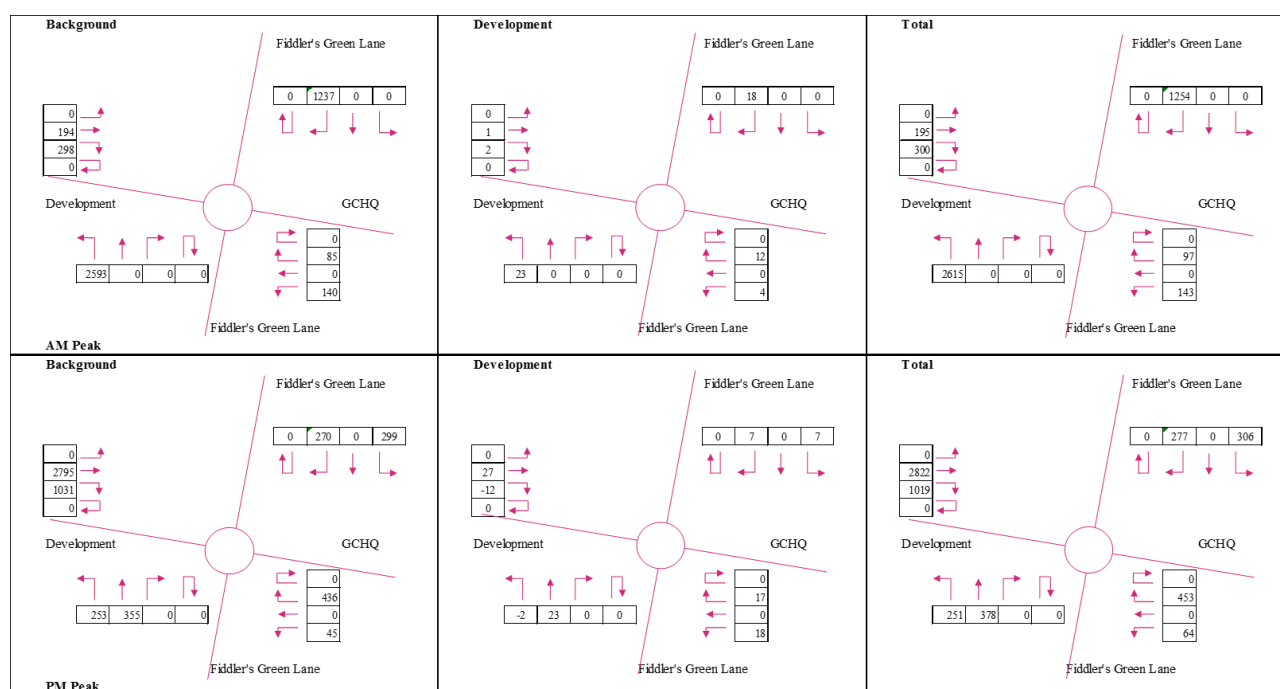 Background
Fiddler's Green Lane
0 1237 0 0
0
194
298
0
Development
GCHQ
2593 0 0 0
0
85
0
140
Fiddler's Green Lane
AM Peak
Development
Fiddler's Green Lane
0 18 0 0
0
1
2
0
Development
GCHQ
23 0 0 0
0
12
0
4
Fiddler's Green Lane
Total
Fiddler's Green Lane
0 1254 0 0
0
195
300
0
Development
GCHQ
2615 0 0 0
0
97
0
143
Fiddler's Green Lane
Background
Fiddler's Green Lane
0 270 0 299
0
2795
1031
0
Development
GCHQ
253 355 0 0
0
436
0
45
Fiddler's Green Lane
PM Peak
Development
Fiddler's Green Lane
0 7 0 7
0
27
-12
0
Development
GCHQ
-2 23 0 0
0
17
0
18
Fiddler's Green Lane
Total
Fiddler's Green Lane
0 277 0 306
0
2822
1019
0
Development
GCHQ
251 378 0 0
0
453
0
64
Fiddler's Green Lane